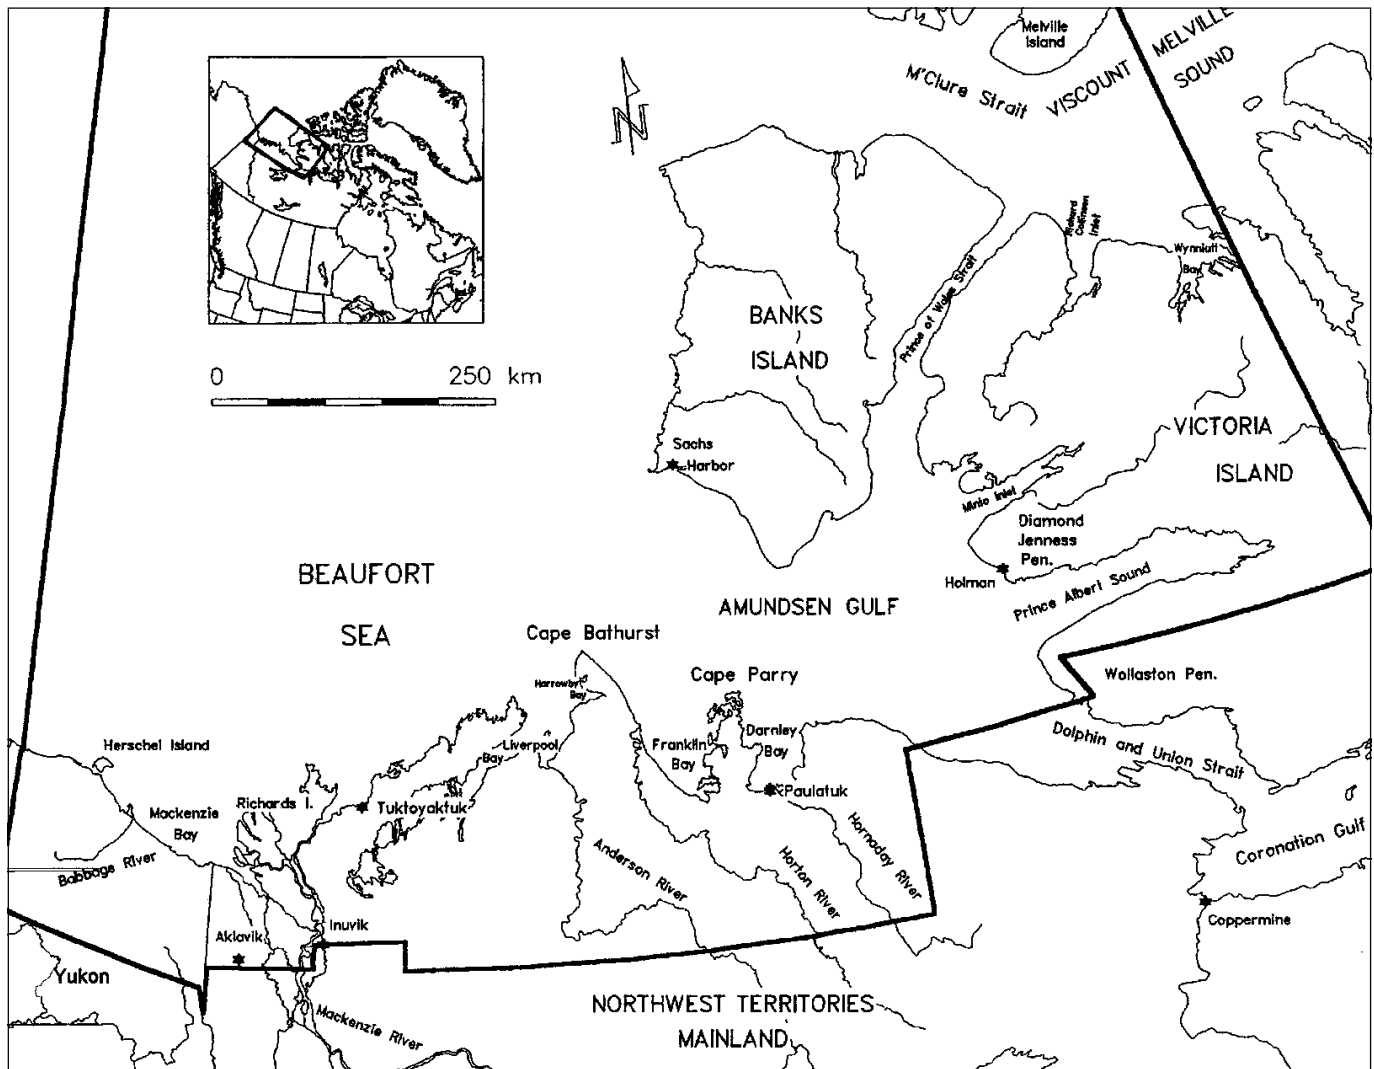 Melville
Island
M'Clure Strait
VISCOUNT MELVILLE
SOUND
N
0 250 km
Richard
Collinson
Inlet
Wynniatt
Bay
Prince of Wales Strait
BANKS
ISLAND
VICTORIA
ISLAND
Sachs
Harbor
Minto Inlet
Diamond
Jenness
Pen.
Holman
Prince Albert Sound
BEAUFORT
SEA
AMUNDSEN GULF
Cape Bathurst
Cape Parry
Harrowby
Bay
Wollaston Pen.
Herschel Island
Liverpool
Bay
Franklin
Bay
Darnley
Bay
Dolphin and Union Strait
Mackenzie
Bay
Richards I.
Tuktoyaktuk
Paulatuk
Babbage River
Anderson River
Horton River
Hornaday River
Coronation Gulf
Coppermine
Aklavik
Inuvik
Yukon
Mackenzie River
NORTHWEST TERRITORIES
MAINLAND